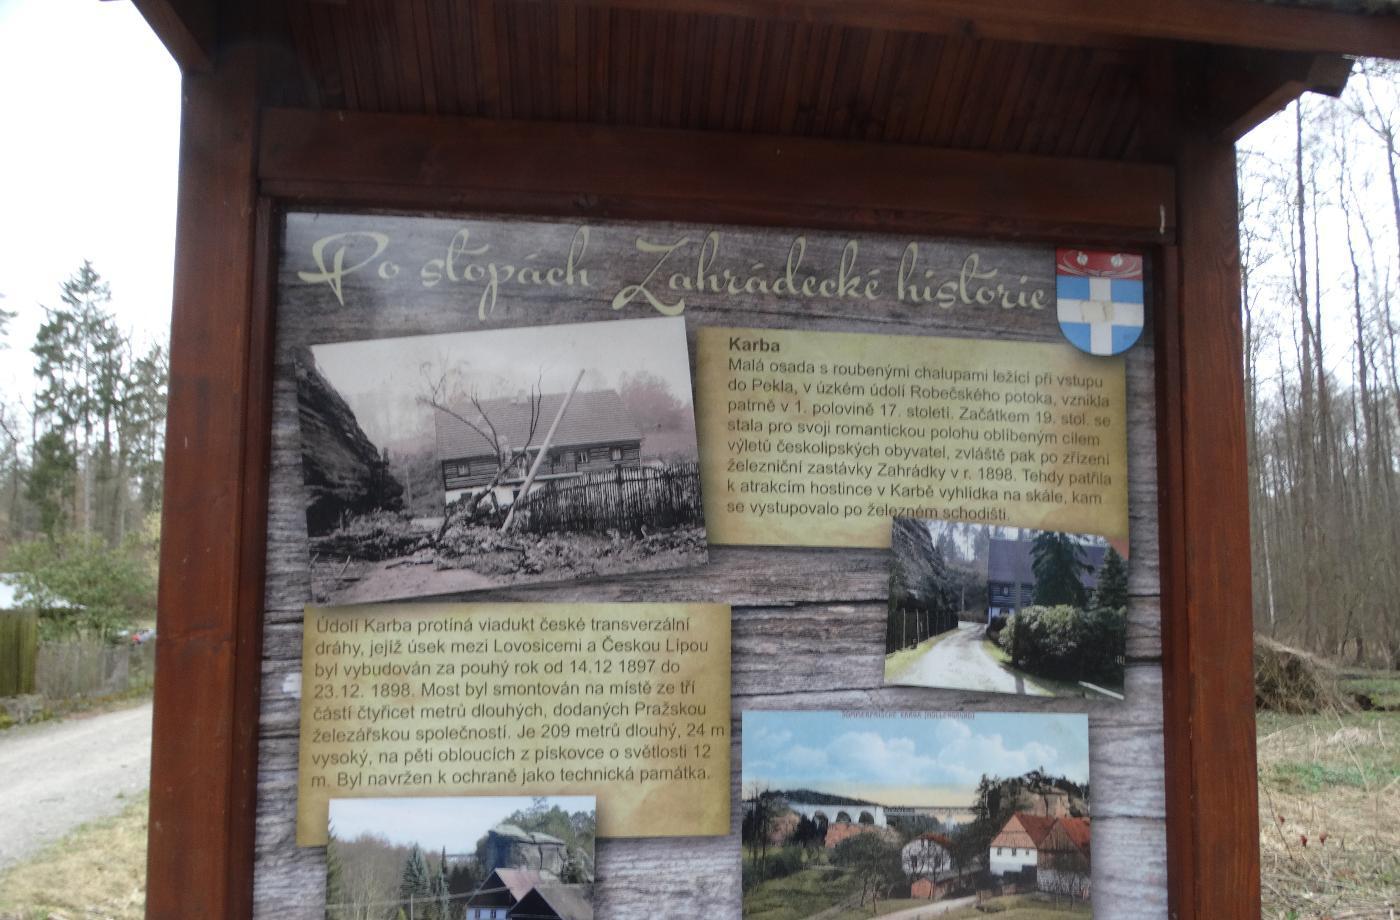 Po stopách Zahrádecké historie
Karba
Malá osada s roubenými chalupami ležící při vstupu
do Pekla, v úzkém údolí Robečského potoka, vznikla
patrně v 1. polovině 17. století. Začátkem 19. stol. se
stala pro svoji romantickou polohu oblíbeným cílem
výletů českolipských obyvatel, zvláště pak po zřízení
železniční zastávky Zahrádky v r. 1898. Tehdy patřila
k atrakcím hostince v Karbě vyhlídka na skále, kam
se vystupovalo po železném schodišti.
Údolí Karba protíná viadukt české transverzální
dráhy, jejíž úsek mezi Lovosicemi a Českou Lípou
byl vybudován za pouhý rok od 14.12 1897 do
23.12. 1898. Most byl smontován na místě ze tří
částí čtyřicet metrů dlouhých, dodaných Pražskou
železářskou společností. Je 209 metrů dlouhý, 24 m
vysoký, na pěti obloucích z pískovce o světlosti 12
m. Byl navržen k ochraně jako technická památka.
SOMMERFRISCHE KARBA (HÖLLENGRUND)